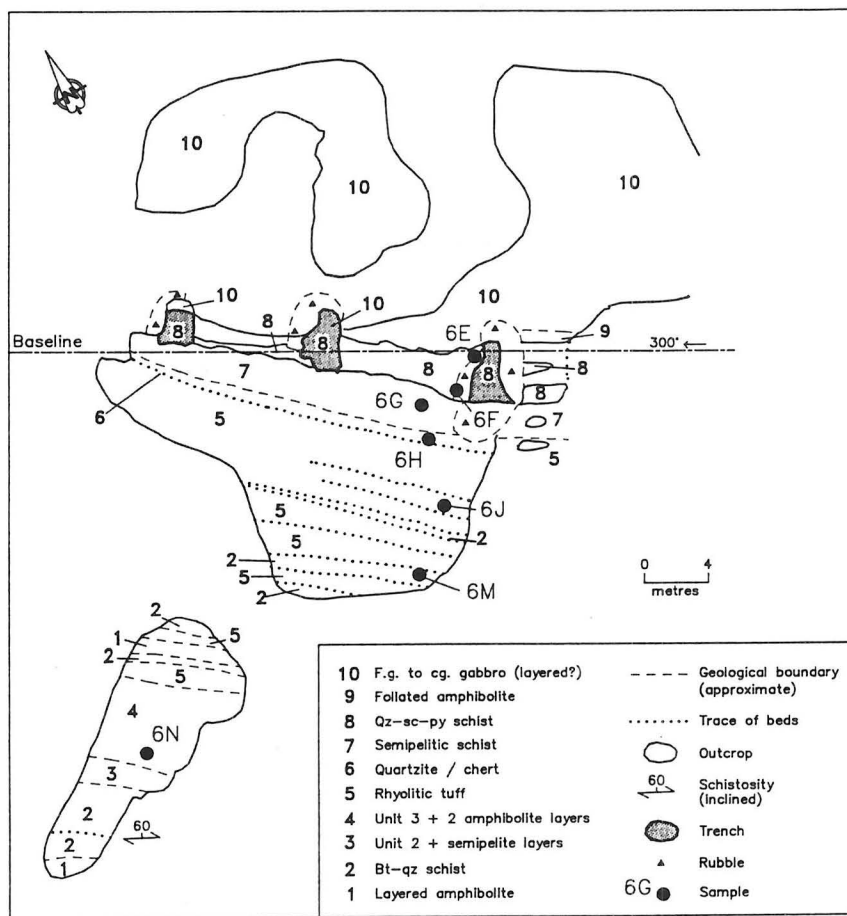 N
10
10
10
10
10
10
8
8
8
Baseline
6E
9
300°
7
8
8
8
8
6
5
6G
6F
7
6H
5
6J
5
5
2
2
5
2
6M
0 4
metres
2
1
2
5
5
4
6N
3
2
60
2
1
10 F.g. to cg. gabbro (layered?)
9 Foliated amphibolite
8 Qz-sc-py schist
7 Semipelitic schist
6 Quartzite / chert
5 Rhyolitic tuff
4 Unit 3 + 2 amphibolite layers
3 Unit 2 + semipelite layers
2 Bt-qz schist
1 Layered amphibolite
Geological boundary
(approximate)
Trace of beds
Outcrop
60
Schistosity
(Inclined)
Trench
Rubble
6G Sample